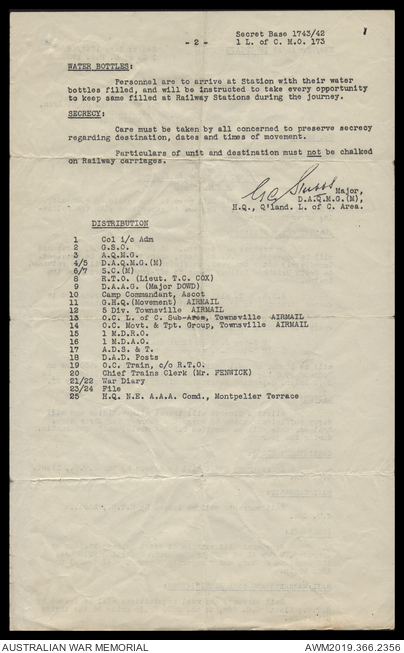 Secret Base 1743/42
- 2 - 1 L. of C. M.O. 173
WATER BOTTLES:
Personnel are to arrive at Station with their water
bottles filled, and will be instructed to take every opportunity
to keep same filled at Railway Stations during the journey.
SECRECY:
Care must be taken by all concerned to preserve secrecy
regarding destination, dates and times of movement.
Particulars of unit and destination must not be chalked
on Railway carriages.
Major,
D.A.Q.M.G.(M),
H.Q., Q'land. L. of C. Area.
DISTRIBUTION
1 Col i/c Adm
2 G.S.O.
3 A.Q.M.G.
4/5 D.A.Q.M.G.(M)
6/7 S.C.(M)
8 R.T.O. (Lieut. T.C. COX)
9 D.A.A.G. (Major DOWD)
10 Camp Commandant, Ascot
11 G.H.Q.(Movement) AIRMAIL
12 5 Div. Townsville AIRMAIL
13 O.C. L. of C. Sub-Area, Townsville AIRMAIL
14 O.C. Movt. & Tpt. Group, Townsville AIRMAIL
15 1 M.D.R.O.
16 1 M.D.A.O.
17 A.D.S. & T.
18 D.A.D. Posts
19 O.C. Train, c/o R.T.O.
20 Chief Trains Clerk (Mr. FENWICK)
21/22 War Diary
23/24 File
25 H.Q. N.E. A.A.A. Comd., Montpelier Terrace
AUSTRALIAN WAR MEMORIAL AWM2019.366.2356